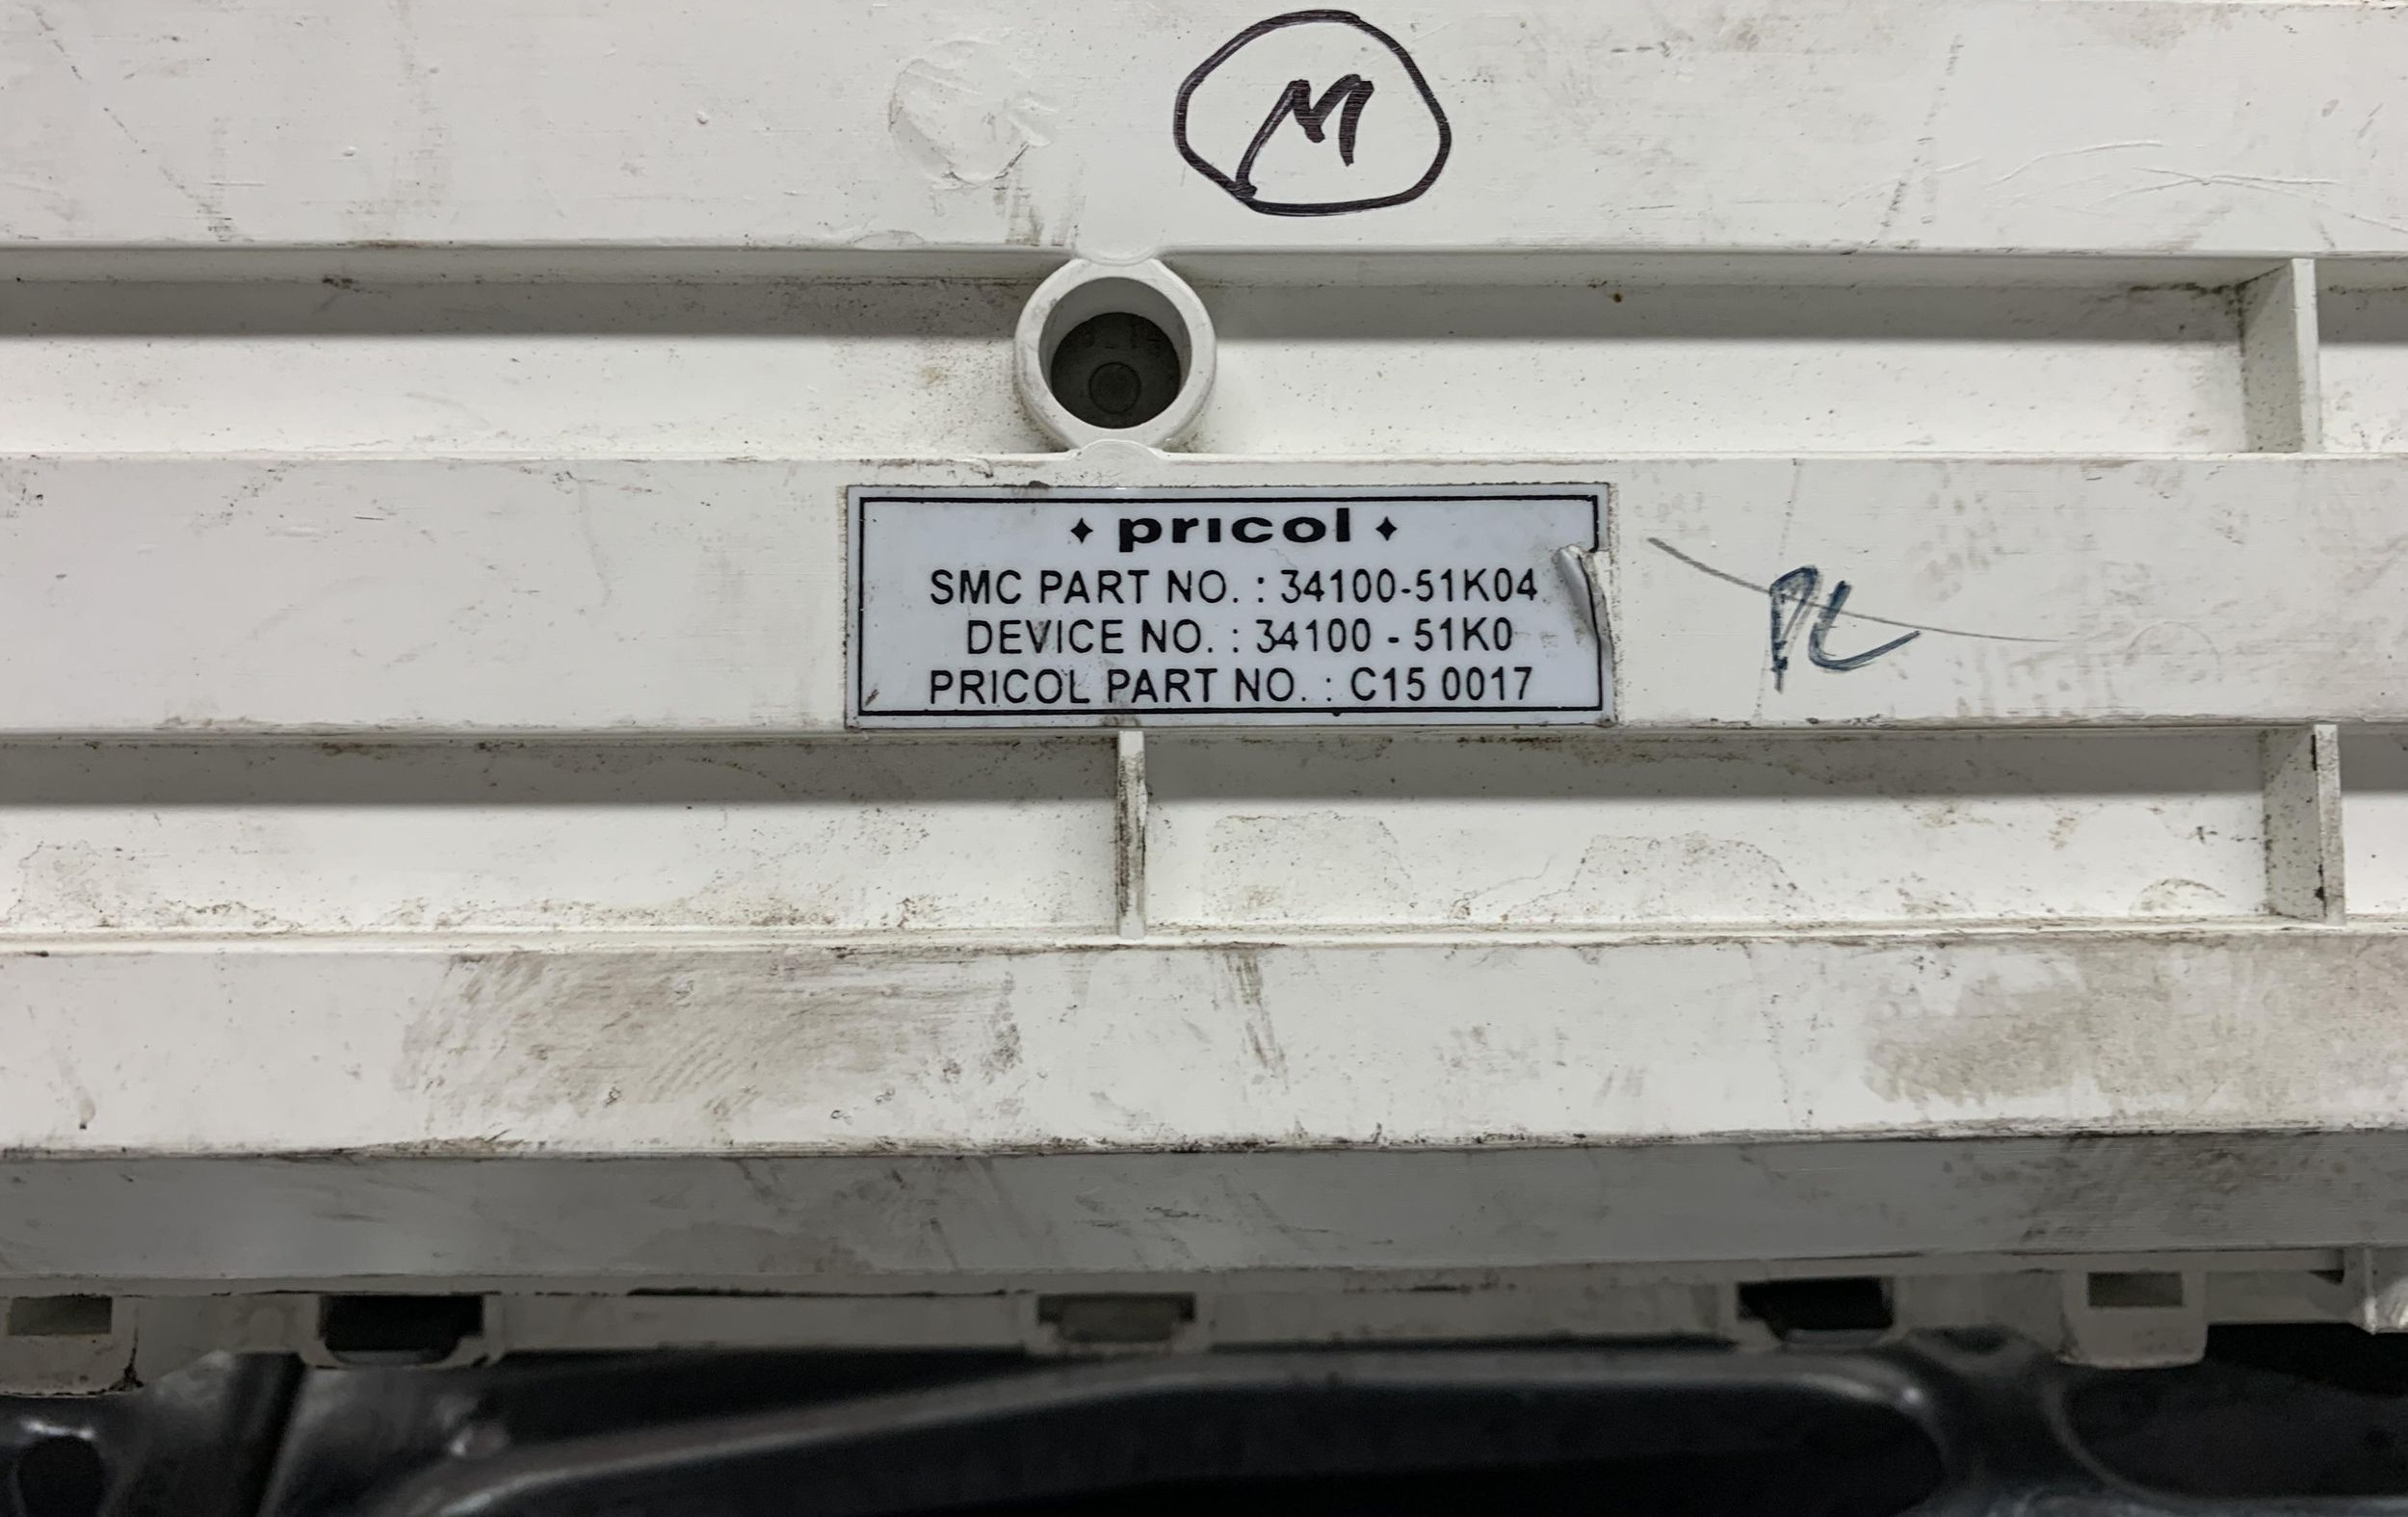 M
pricol
SMC PART NO. : 34100-51K04
DEVICE NO. : 34100 - 51K0
PRICOL PART NO. : C15 0017